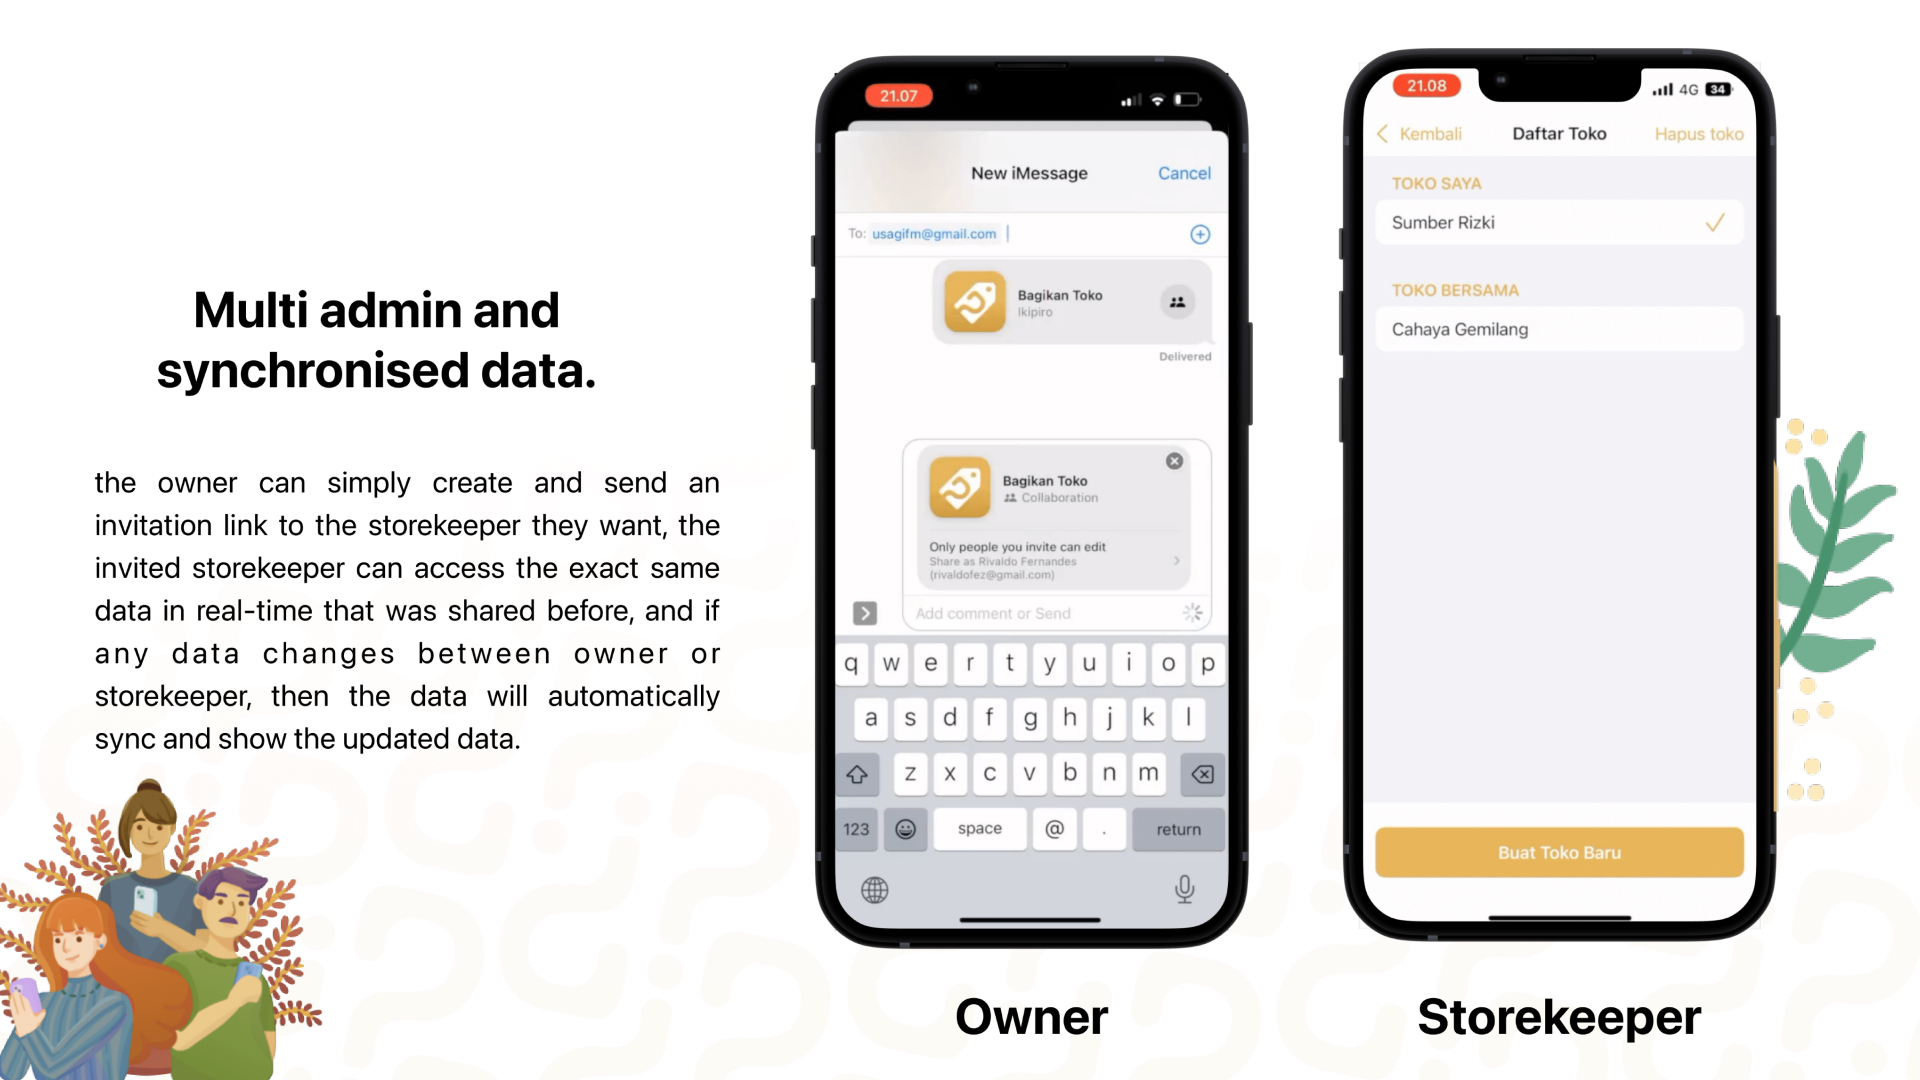 Multi admin and
synchronised data.
the owner can simply create and send an
invitation link to the storekeeper they want, the
invited storekeeper can access the exact same
data in real-time that was shared before, and if
any data changes between owner or
storekeeper, then the data will automatically
sync and show the updated data.
21.07
New iMessage
Cancel
To: usagifm@gmail.com
Bagikan Toko
Ikipiro
Delivered
Bagikan Toko
Collaboration
Only people you invite can edit
Share as Rivaldo Fernandes
(rivaldofez@gmail.com)
Add comment or Send
q w e r t y u i o p
a s d f g h j k l
z x c v b n m
123 space @ . return
Owner
21.08
4G 34
Kembali
Daftar Toko
Hapus toko
TOKO SAYA
Sumber Rizki
TOKO BERSAMA
Cahaya Gemilang
Buat Toko Baru
Storekeeper